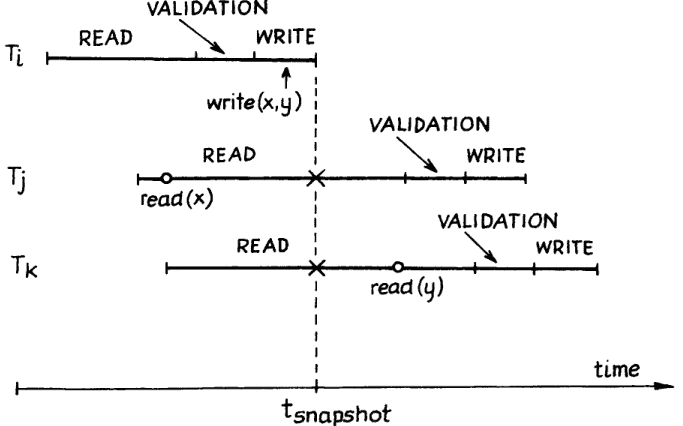 VALIDATION
READ WRITE
Ti
write(x,y)
VALIDATION
READ WRITE
Tj
read(x)
VALIDATION
READ WRITE
Tk
read(y)
time
tsnapshot